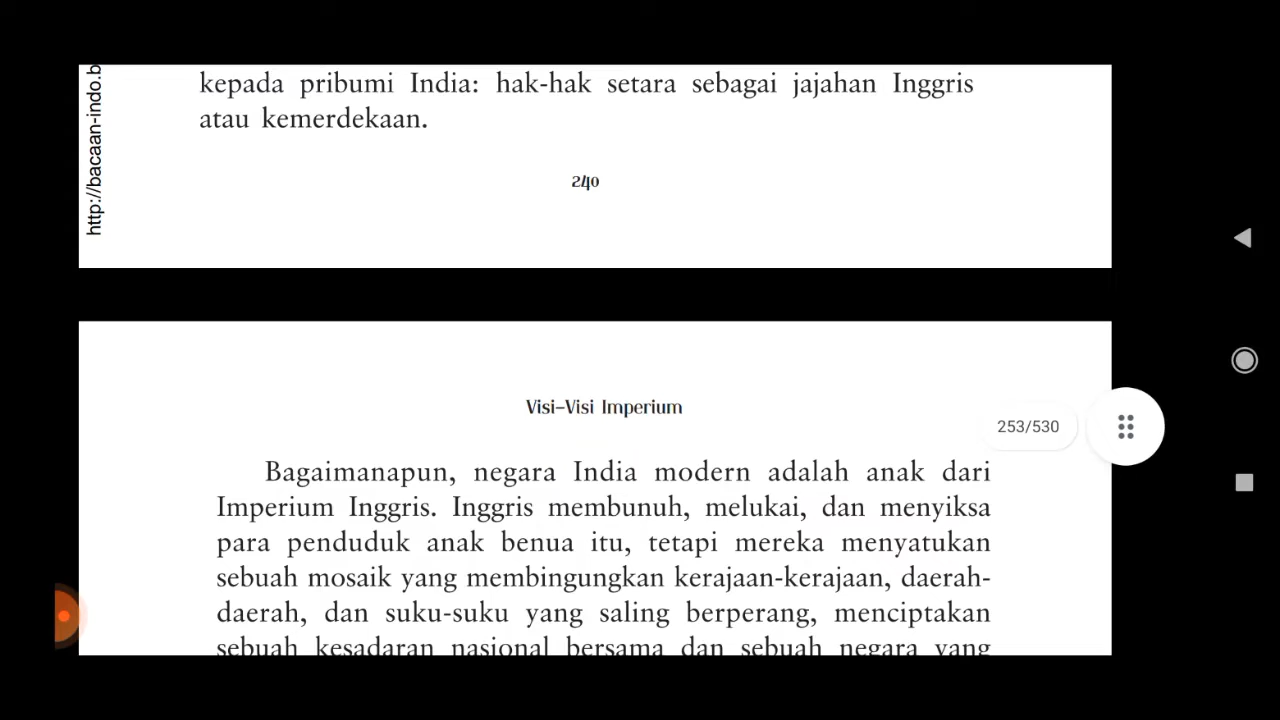 http://bacaan-indo.b
kepada pribumi India: hak-hak setara sebagai jajahan Inggris
atau kemerdekaan.
240
Visi-Visi Imperium
253/530
Bagaimanapun, negara India modern adalah anak dari
Imperium Inggris. Inggris membunuh, melukai, dan menyiksa
para penduduk anak benua itu, tetapi mereka menyatukan
sebuah mosaik yang membingungkan kerajaan-kerajaan, daerah-
daerah, dan suku-suku yang saling berperang, menciptakan
sebuah kesadaran nasional bersama dan sebuah negara yang